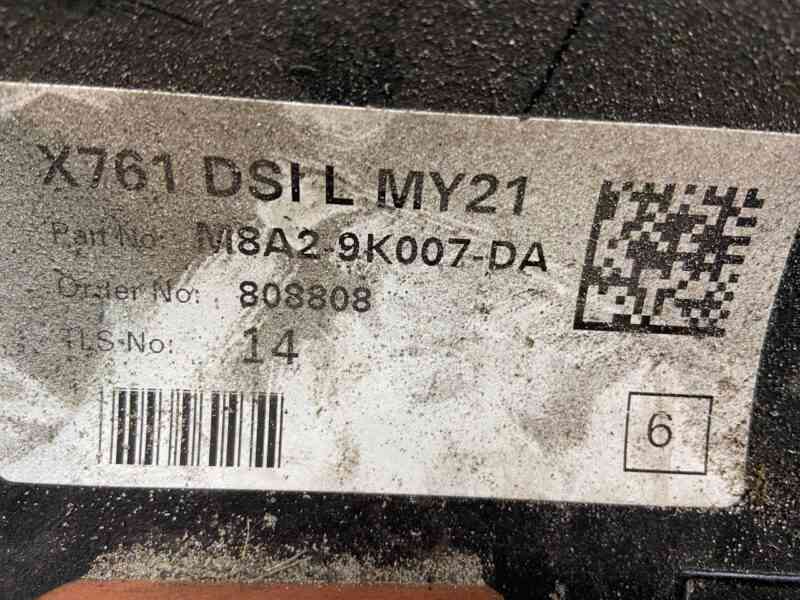 X761 DSI L MY21
Part No: M8A2-9K007-DA
Order No: 808808
TLS-No: 14
6